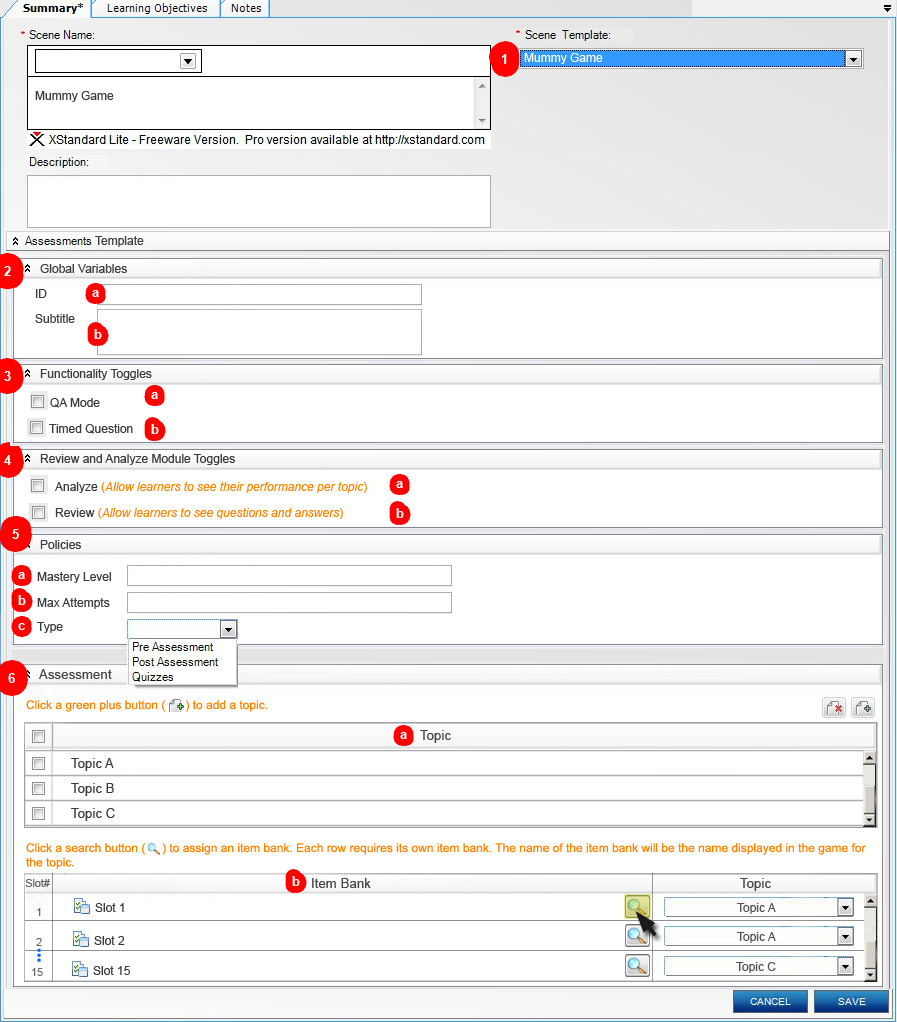 Summary* Learning Objectives Notes
* Scene Name: * Scene Template:
1 Mummy Game
Mummy Game
XStandard Lite - Freeware Version. Pro version available at http://xstandard.com
Description:
Assessments Template
2 Global Variables
ID a
Subtitle b
3 Functionality Toggles
QA Mode a
Timed Question b
4 Review and Analyze Module Toggles
Analyze (Allow learners to see their performance per topic) a
Review (Allow learners to see questions and answers) b
5 Policies
a Mastery Level
b Max Attempts
c Type
Pre Assessment
Post Assessment
Quizzes
6 Assessment
Click a green plus button ( ) to add a topic.
a Topic
Topic A
Topic B
Topic C
Click a search button ( ) to assign an item bank. Each row requires its own item bank. The name of the item bank will be the name displayed in the game for
the topic.
Slot# b Item Bank Topic
1 Slot 1 Topic A
2 Slot 2 Topic A
15 Slot 15 Topic C
CANCEL SAVE